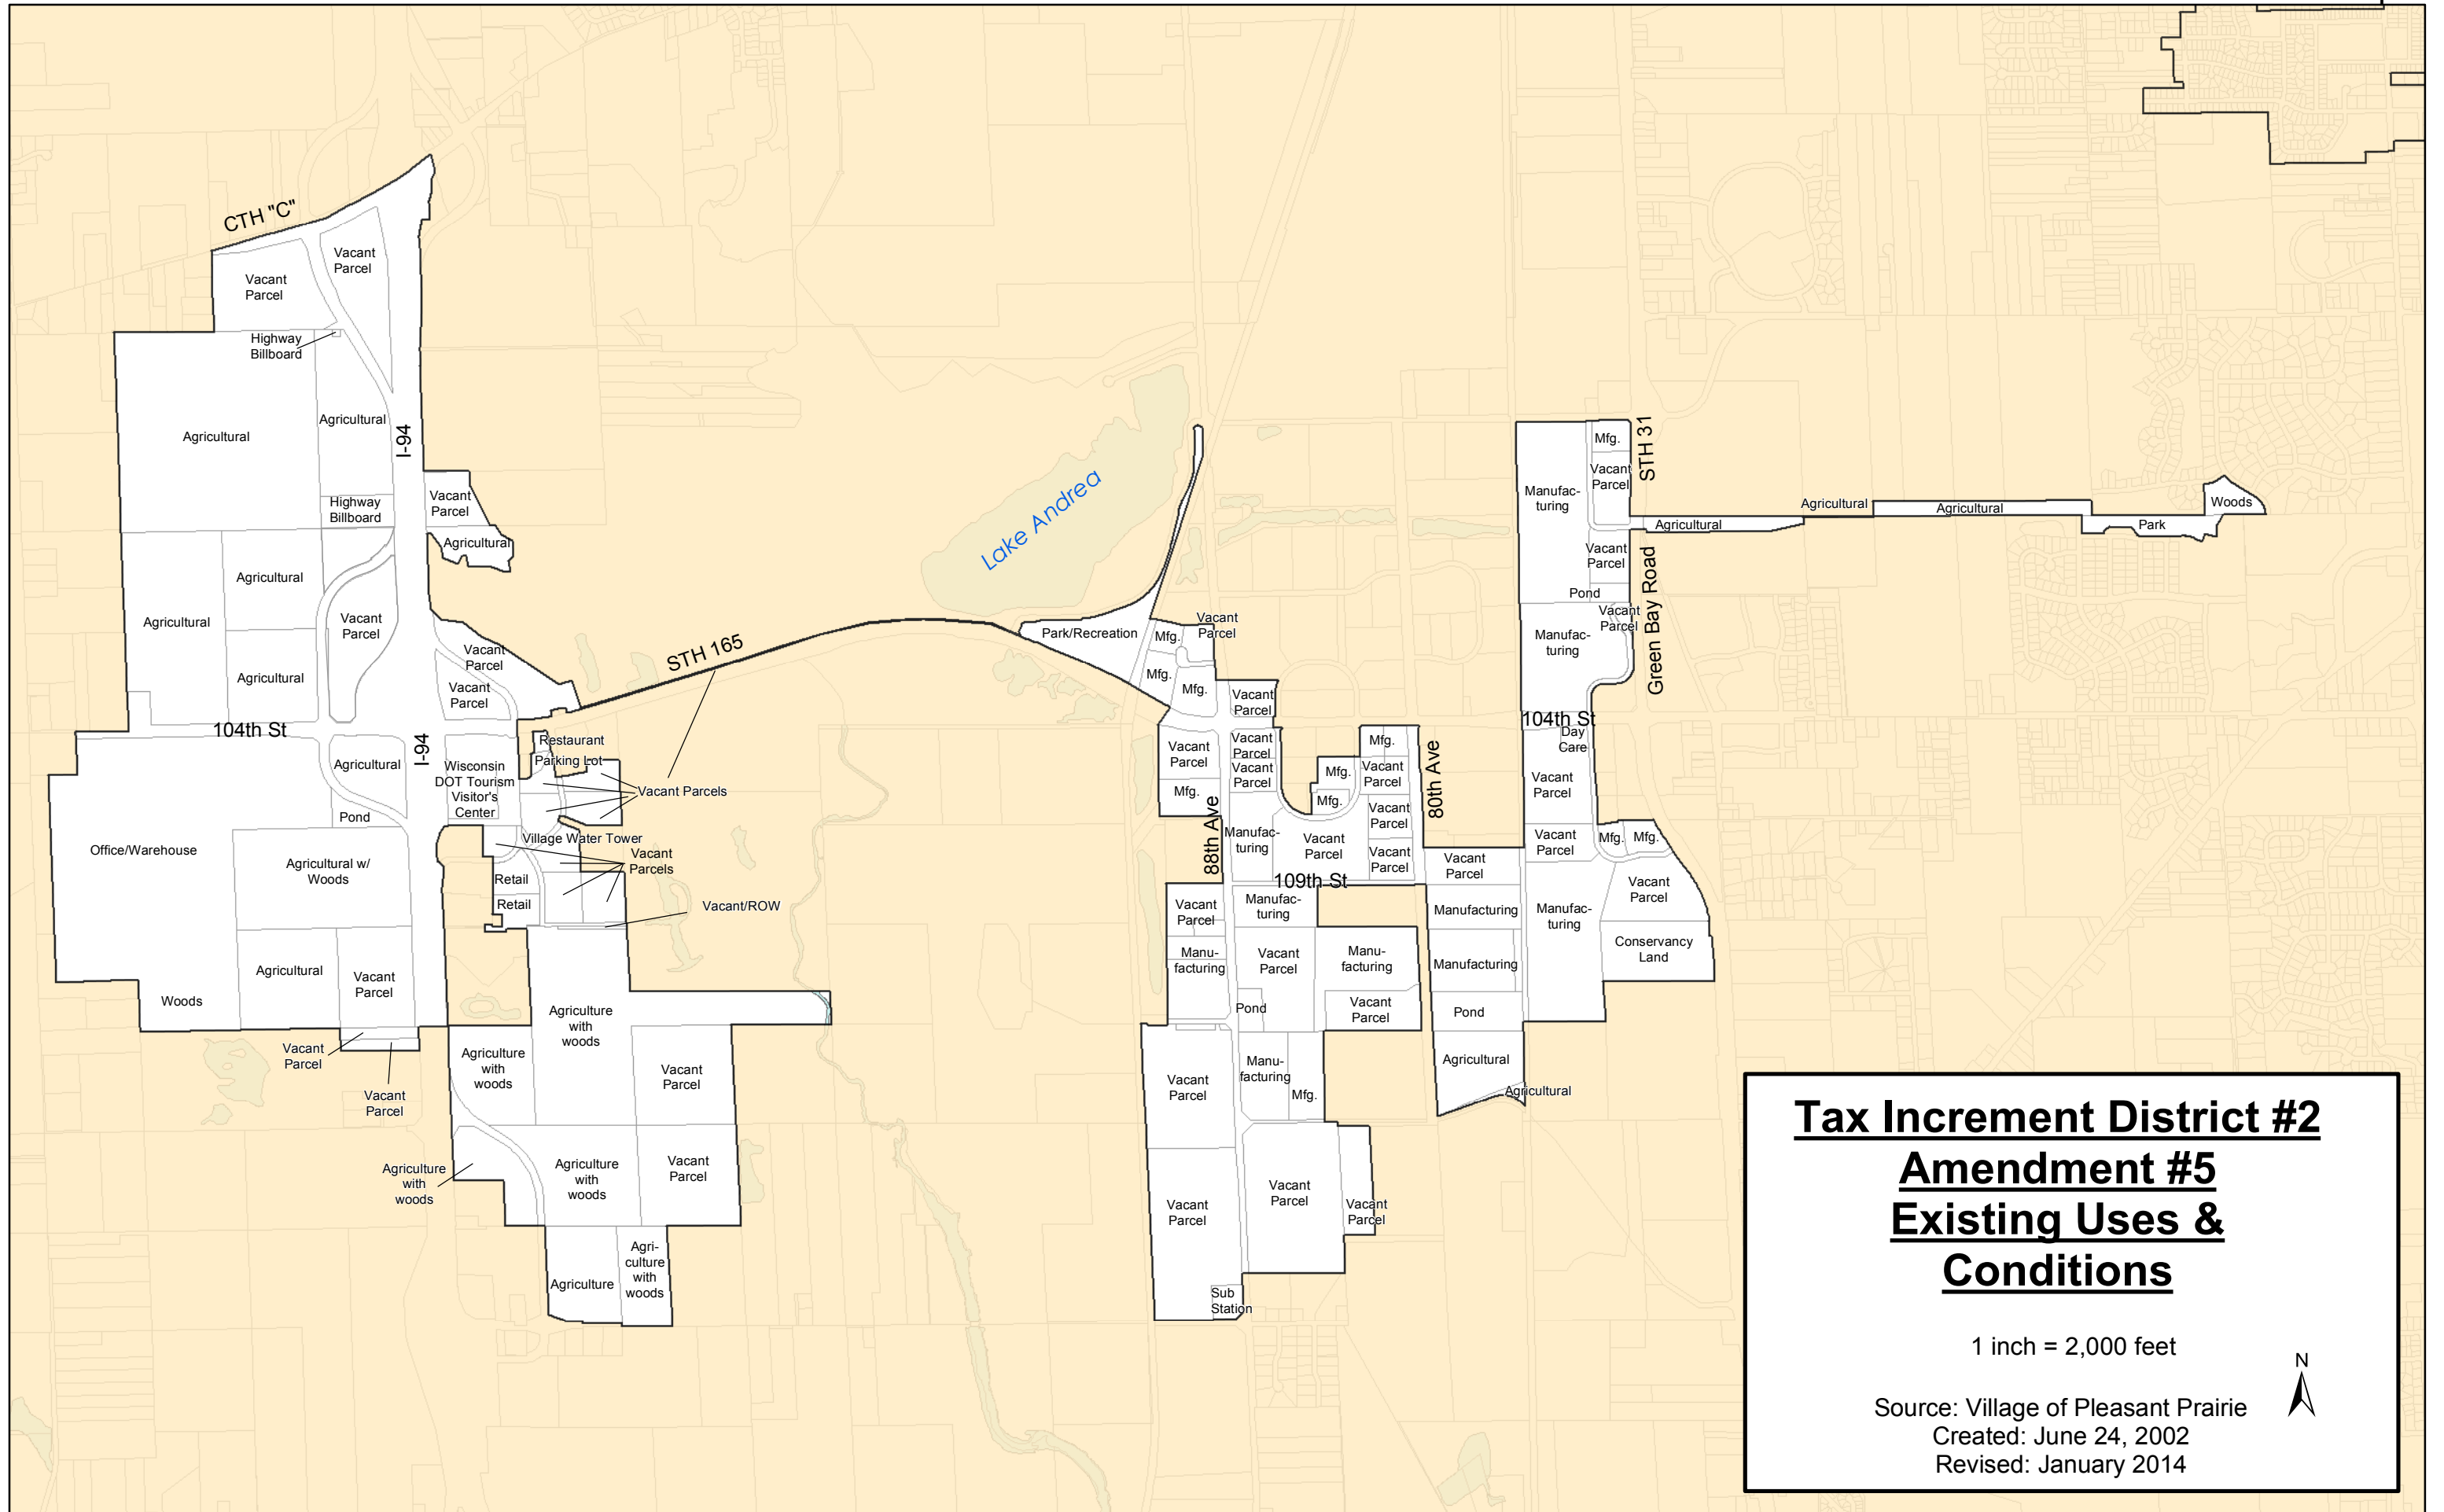 CTH "C"
Vacant
Parcel
Vacant
Parcel
Highway
Billboard
Agricultural
Agricultural
I-94
Highway
Billboard
Vacant
Parcel
Agricultural
Agricultural
Agricultural
Agricultural
Vacant
Parcel
Vacant
Parcel
Vacant
Parcel
104th St
STH 165
Lake Andrea
Agricultural
Pond
I-94
Wisconsin
DOT Tourism
Visitor's
Center
Restaurant
Parking Lot
Vacant Parcels
Village Water Tower
Vacant
Parcels
Retail
Retail
Vacant/ROW
Office/Warehouse
Agricultural w/
Woods
Agricultural
Vacant
Parcel
Woods
Vacant
Parcel
Vacant
Parcel
Agriculture
with
woods
Agriculture
with
woods
Vacant
Parcel
Agriculture
with
woods
Agriculture
with
woods
Vacant
Parcel
Agriculture
Agri-
culture
with
woods
Park/Recreation
Mfg.
Vacant
Parcel
Mfg.
Mfg.
Vacant
Parcel
Vacant
Parcel
Mfg.
Vacant
Parcel
Vacant
Parcel
88th Ave
Manufac-
turing
Mfg.
Mfg.
Mfg.
Vacant
Parcel
Vacant
Parcel
Vacant
Parcel
Vacant
Parcel
80th Ave
109th St
Vacant
Parcel
Manu-
facturing
Manufac-
turing
Vacant
Parcel
Manu-
facturing
Pond
Vacant
Parcel
Vacant
Parcel
Manu-
facturing
Mfg.
Vacant
Parcel
Vacant
Parcel
Vacant
Parcel
Sub
Station
Mfg.
Vacant
Parcel
STH 31
Manufac-
turing
Agricultural
Agricultural
Agricultural
Park
Woods
Vacant
Parcel
Pond
Vacant
Parcel
Green Bay Road
Manufac-
turing
104th St
Day
Care
Vacant
Parcel
Vacant
Parcel
Mfg.
Mfg.
Vacant
Parcel
Vacant
Parcel
Manufacturing
Manufac-
turing
Conservancy
Land
Manufacturing
Pond
Agricultural
Agricultural
Tax Increment District #2
Amendment #5
Existing Uses &
Conditions
1 inch = 2,000 feet
N
Source: Village of Pleasant Prairie
Created: June 24, 2002
Revised: January 2014